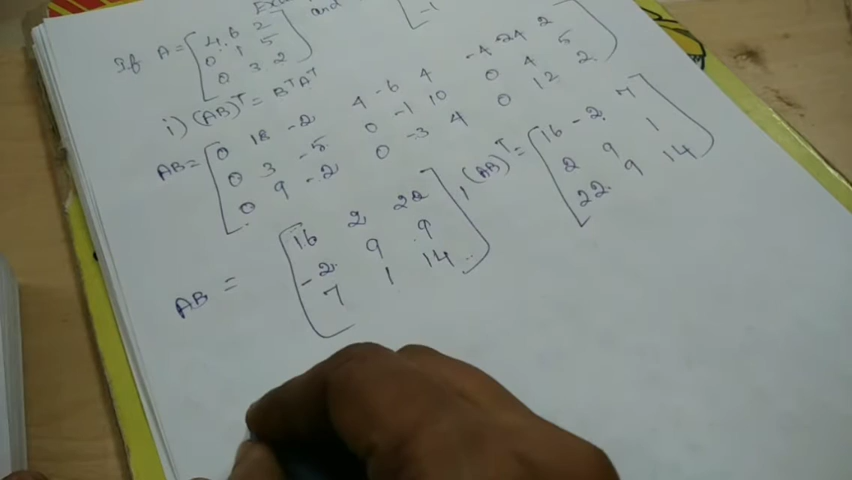 If A = [4 6 2 and
0 1 5 -1
0 3 2]
i) (AB)ᵀ = BᵀAᵀ
AB = [0 18 -2 4 -6 4 -4 24 2
0 3 -5 0 -1 10 0 4 5
0 9 -2 0 -3 4 0 12 2]
AB = [16 2 22 , (AB)ᵀ = [16 -2 7
-2 9 9 2 9 1
7 1 14] 22 9 14]